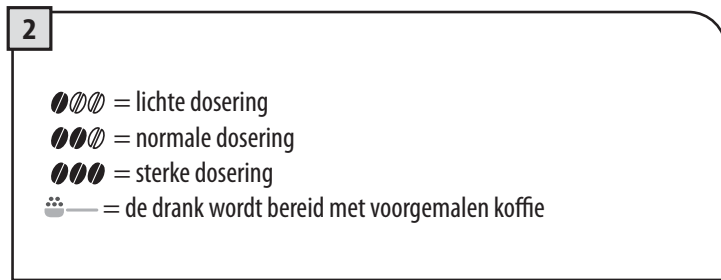 2
= lichte dosering
= normale dosering
= sterke dosering
= de drank wordt bereid met voorgemalen koffie